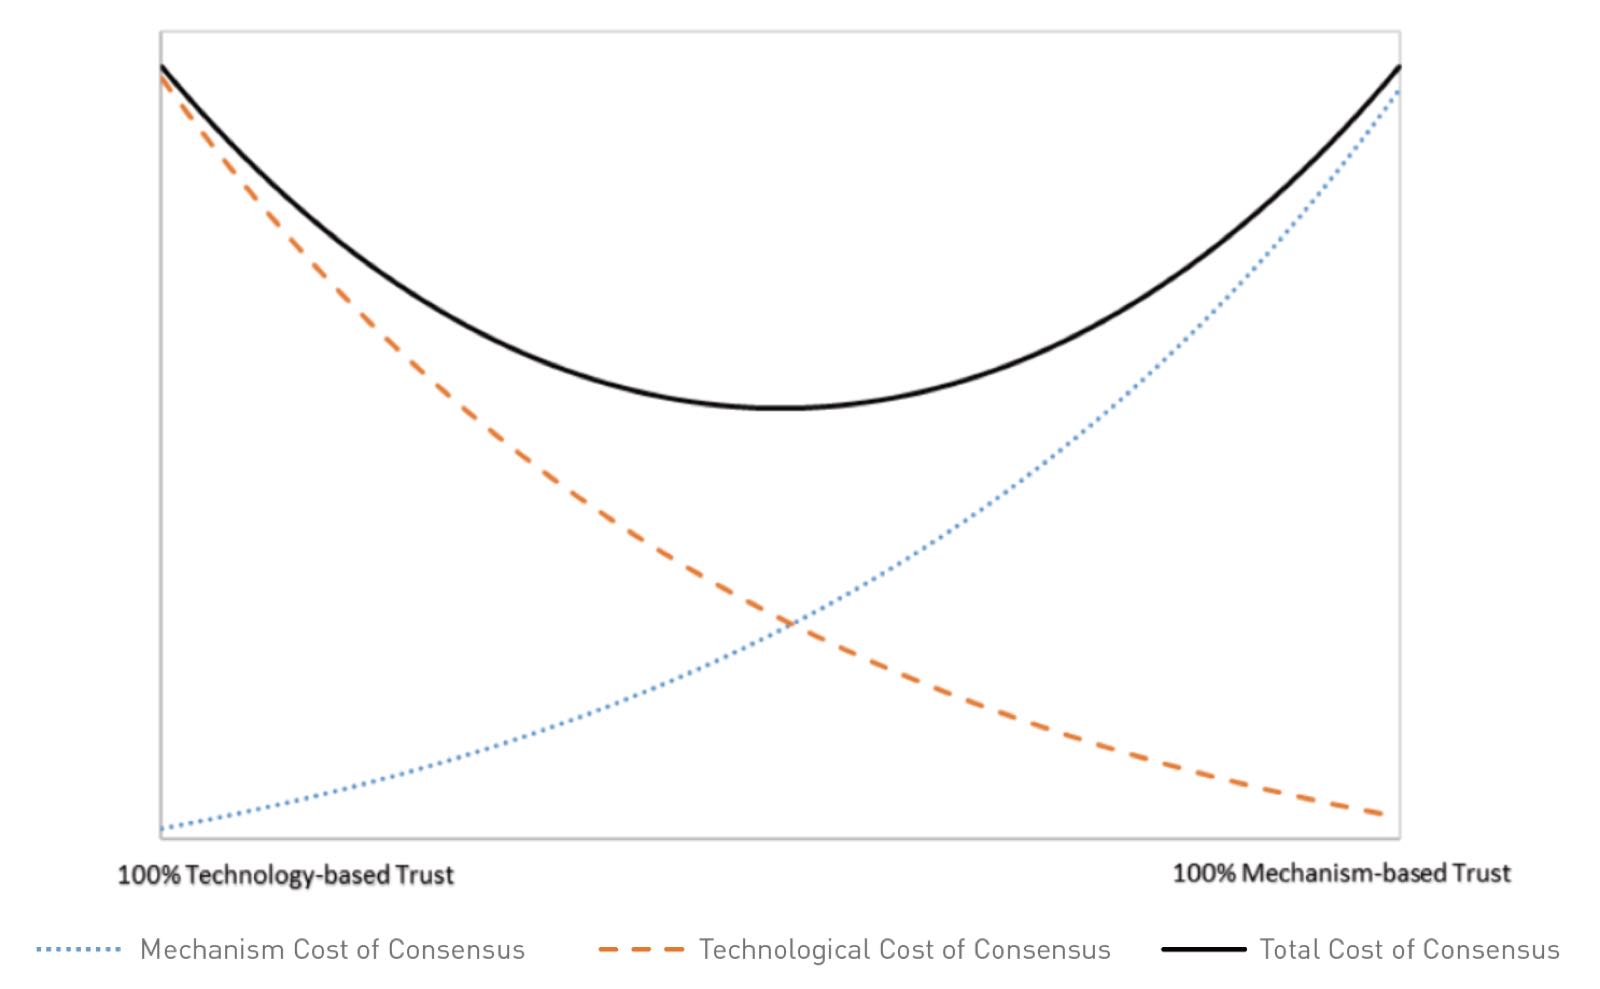 100% Technology-based Trust
100% Mechanism-based Trust
Mechanism Cost of Consensus
Technological Cost of Consensus
Total Cost of Consensus